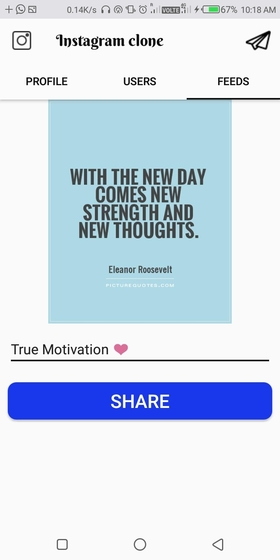 0.14K/s VOLTE 4G 67% 10:18 AM
Instagram clone
PROFILE USERS FEEDS
WITH THE NEW DAY
COMES NEW
STRENGTH AND
NEW THOUGHTS.
Eleanor Roosevelt
PICTUREQUOTES.COM
True Motivation
SHARE